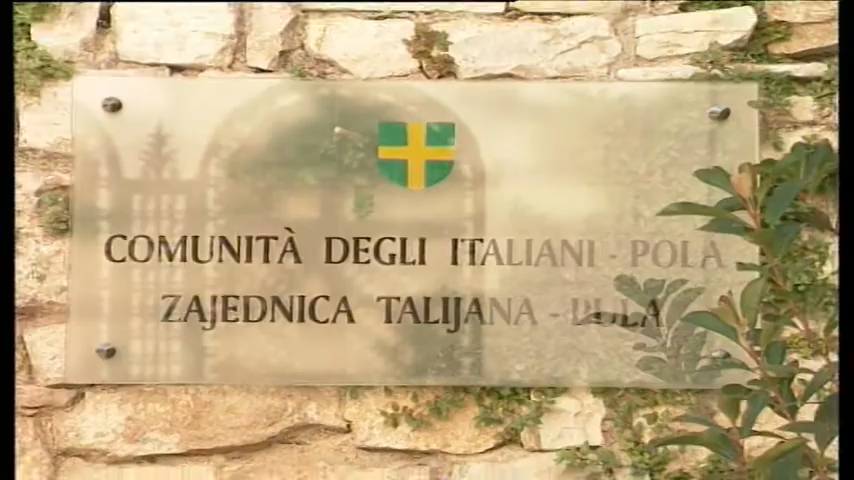 COMUNITÀ DEGLI ITALIANI - POLA
ZAJEDNICA TALIJANA - PULA